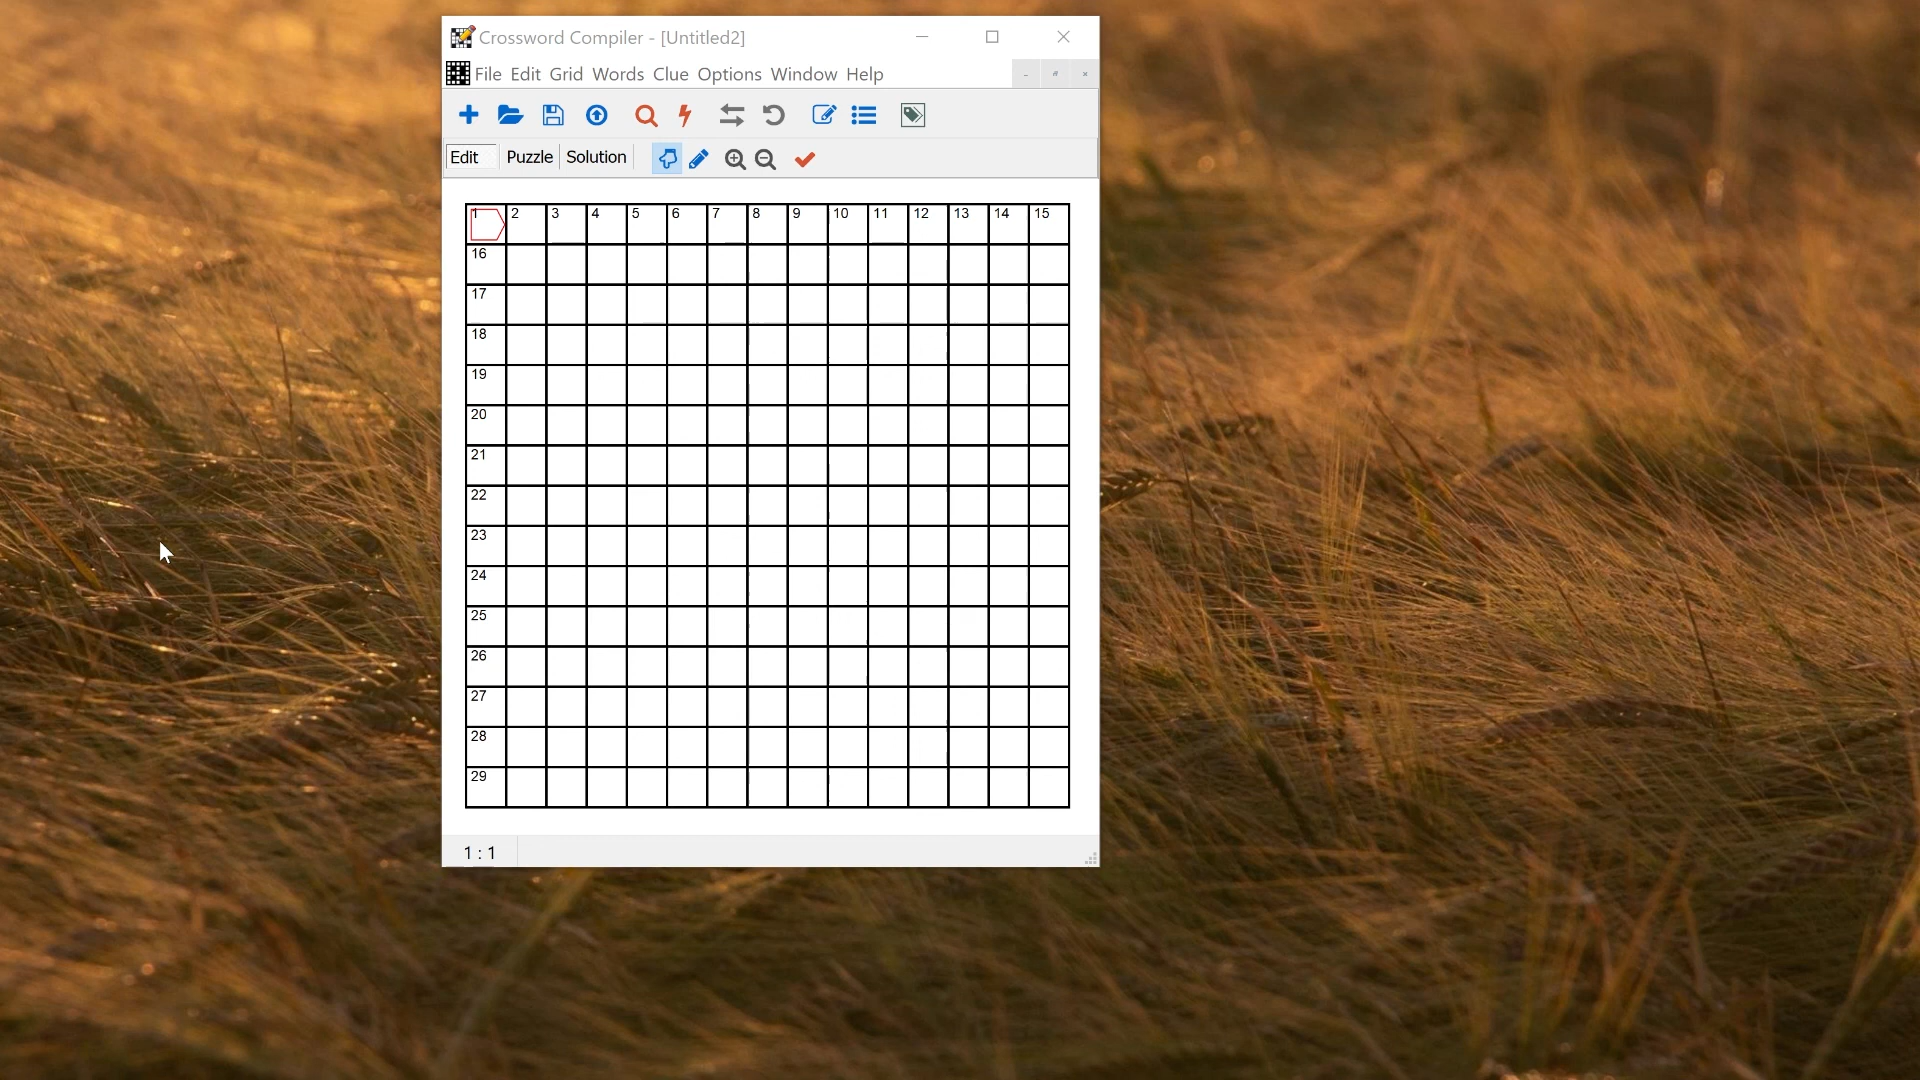 Crossword Compiler - [Untitled2]
File Edit Grid Words Clue Options Window Help
Edit Puzzle Solution
1 2 3 4 5 6 7 8 9 10 11 12 13 14 15
16
17
18
19
20
21
22
23
24
25
26
27
28
29
1 : 1